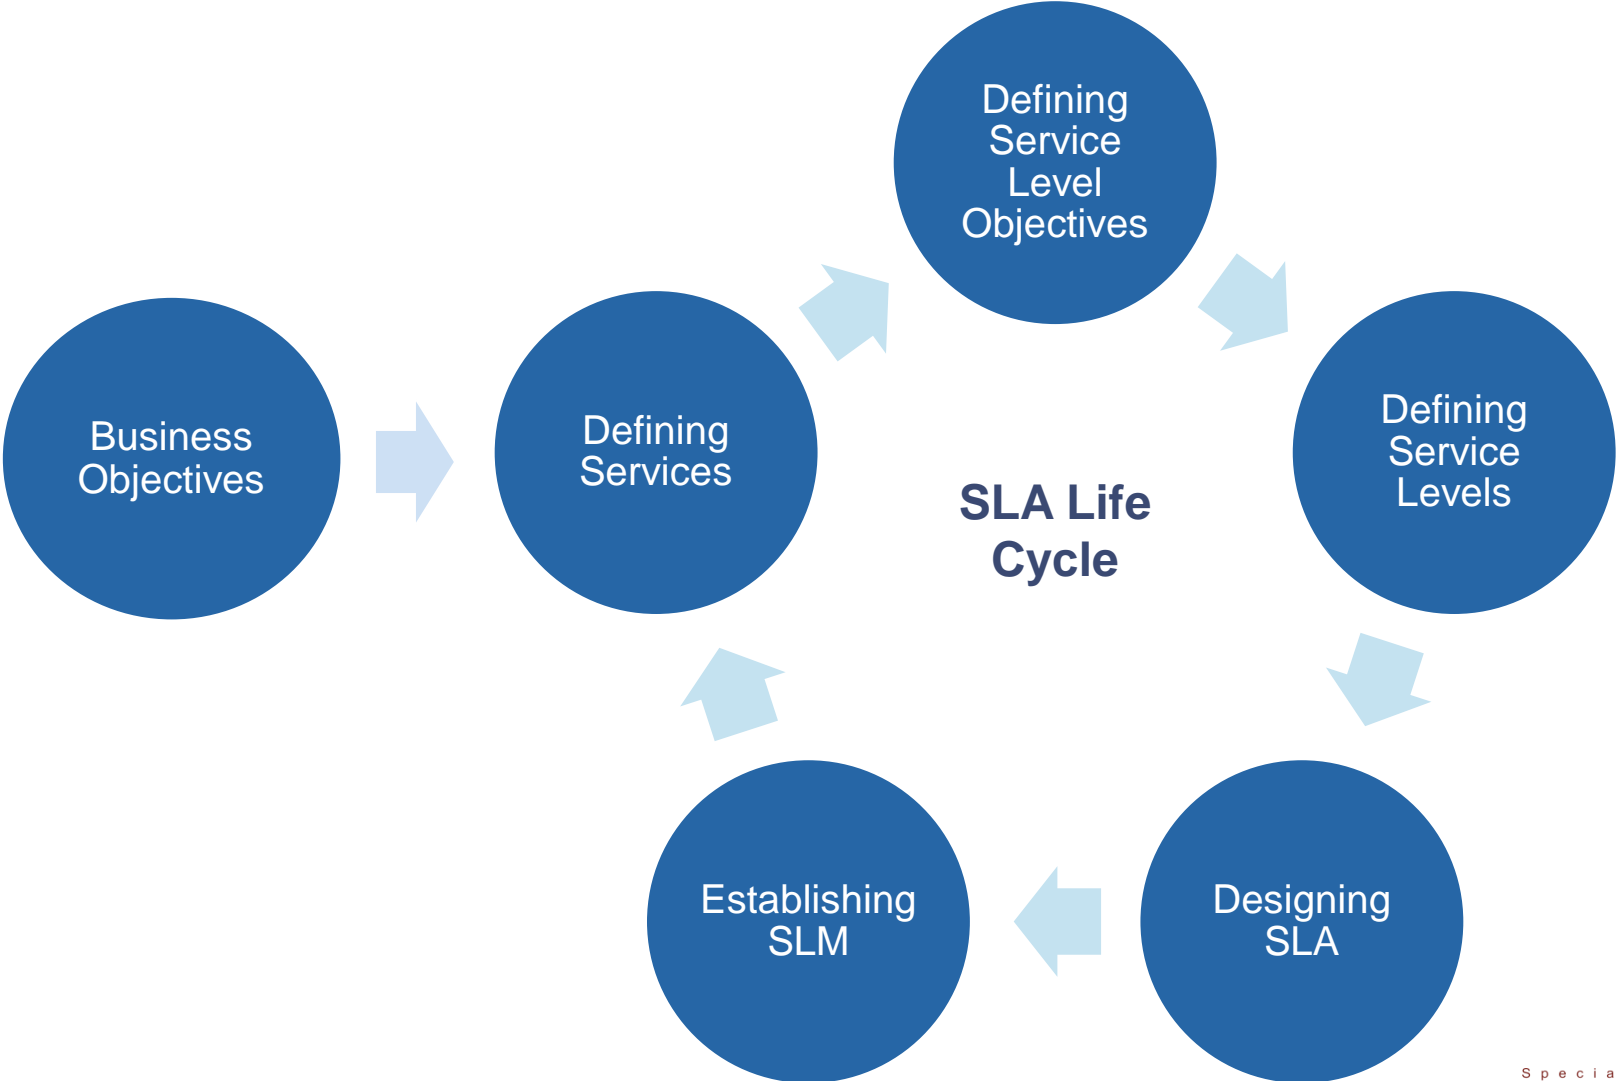 Business
Objectives
Defining
Services
Defining
Service
Level
Objectives
Defining
Service
Levels
Designing
SLA
Establishing
SLM
SLA Life
Cycle
S p e c i a